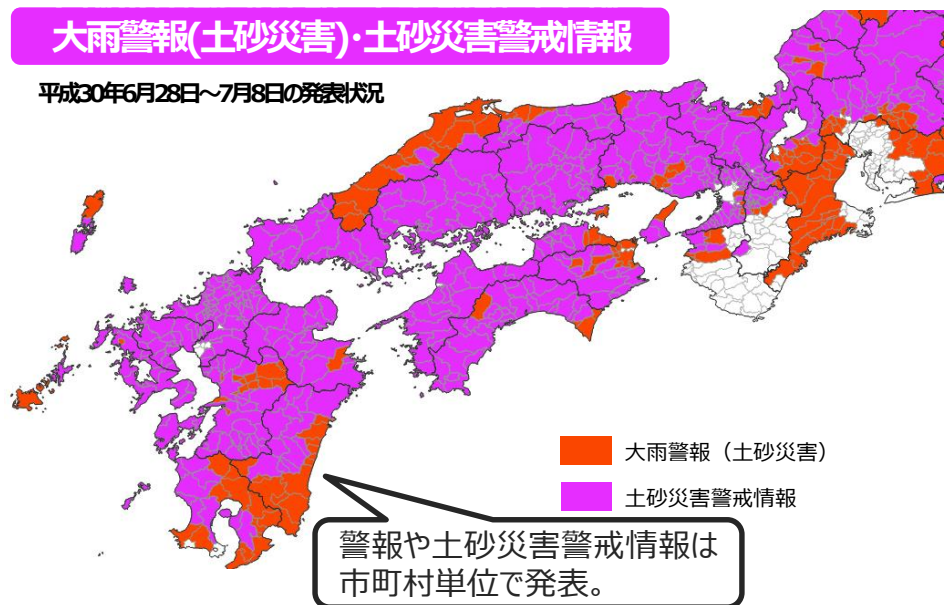 大雨警報(土砂災害)・土砂災害警戒情報
平成30年6月28日～7月8日の発表状況
大雨警報（土砂災害）
土砂災害警戒情報
警報や土砂災害警戒情報は
市町村単位で発表。